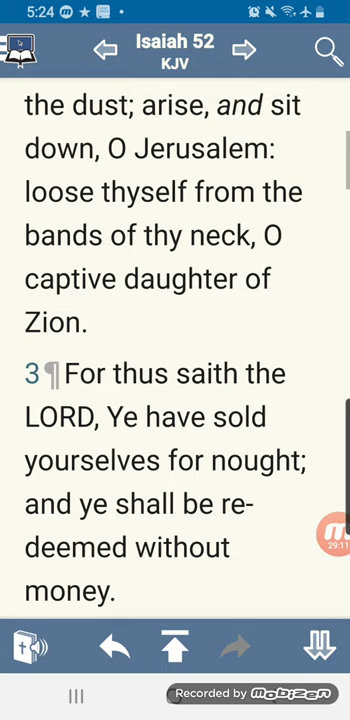 5:24
Isaiah 52
KJV
the dust; arise, and sit
down, O Jerusalem:
loose thyself from the
bands of thy neck, O
captive daughter of
Zion.
3 ¶ For thus saith the
LORD, Ye have sold
yourselves for nought;
and ye shall be re-
deemed without
money.
29:11
Recorded by mobizen